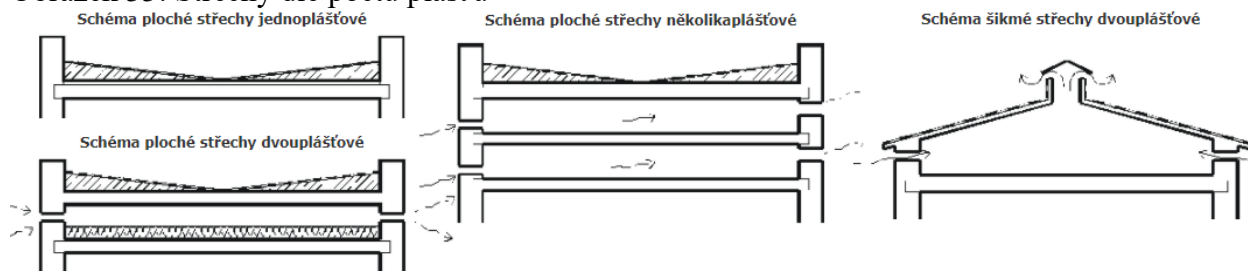 Schéma ploché střechy jednoplášťové
Schéma ploché střechy několikaplášťové
Schéma šikmé střechy dvouplášťové
Schéma ploché střechy dvouplášťové